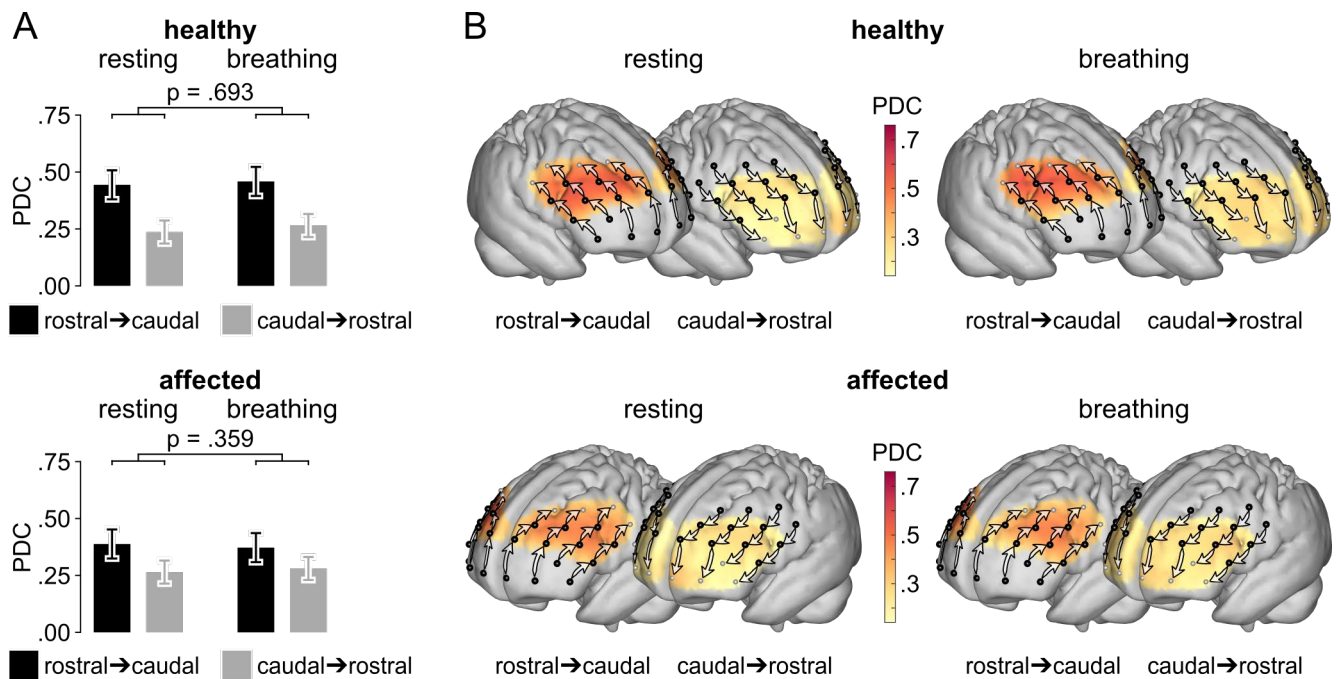 A
healthy
resting breathing
p = .693
.75
.50
.25
.00
PDC
rostral➔caudal caudal➔rostral
affected
resting breathing
p = .359
.75
.50
.25
.00
PDC
rostral➔caudal caudal➔rostral
B
healthy
resting breathing
PDC
.7
.5
.3
rostral➔caudal caudal➔rostral rostral➔caudal caudal➔rostral
affected
resting breathing
PDC
.7
.5
.3
rostral➔caudal caudal➔rostral rostral➔caudal caudal➔rostral